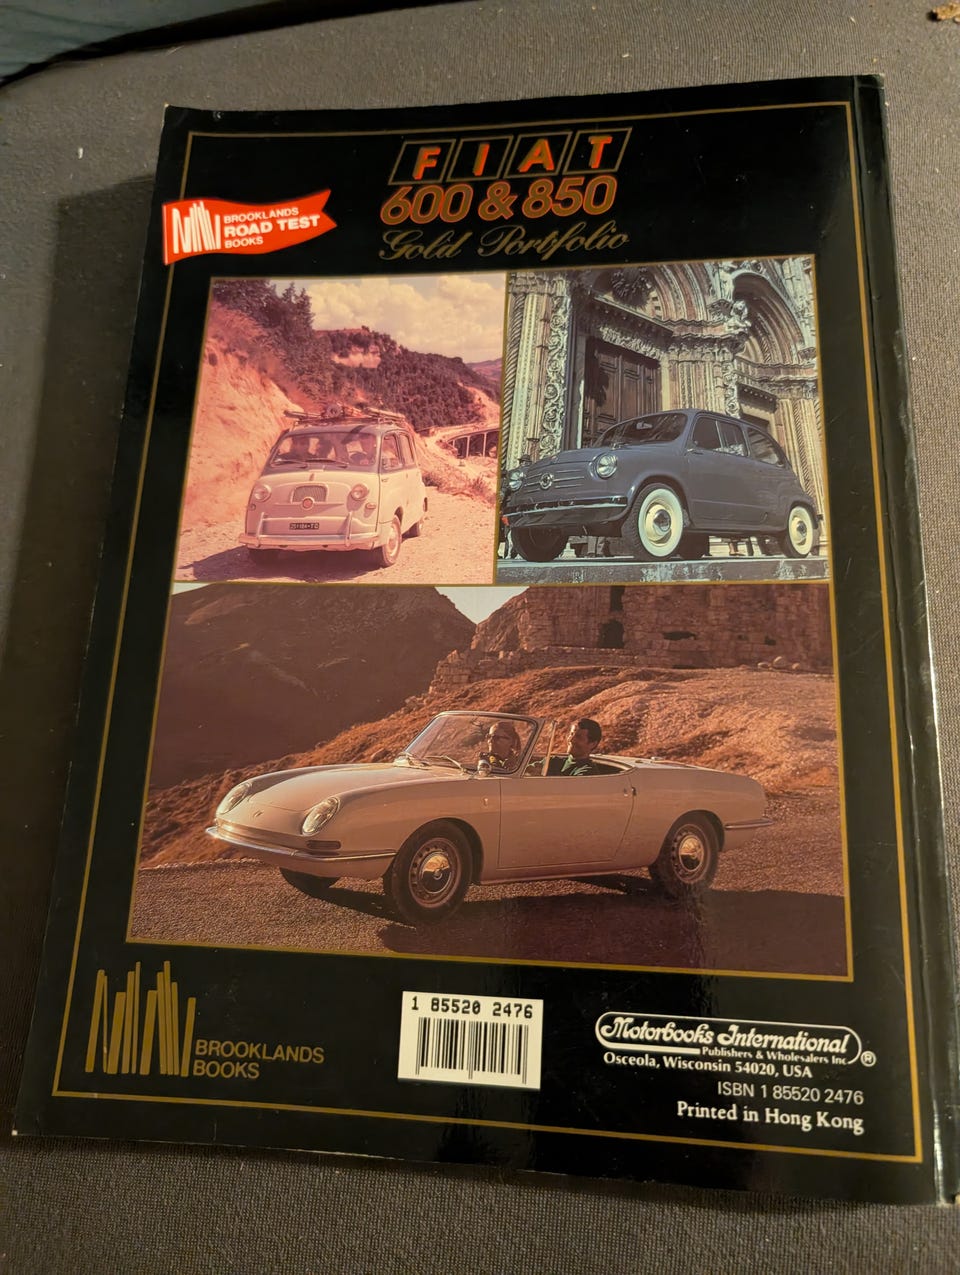 FIAT
600 & 850
Gold Portfolio
BROOKLANDS
ROAD TEST
BOOKS
BROOKLANDS
BOOKS
1 85520 2476
Motorbooks International
Publishers & Wholesalers Inc
®
Osceola, Wisconsin 54020, USA
ISBN 1 85520 2476
Printed in Hong Kong